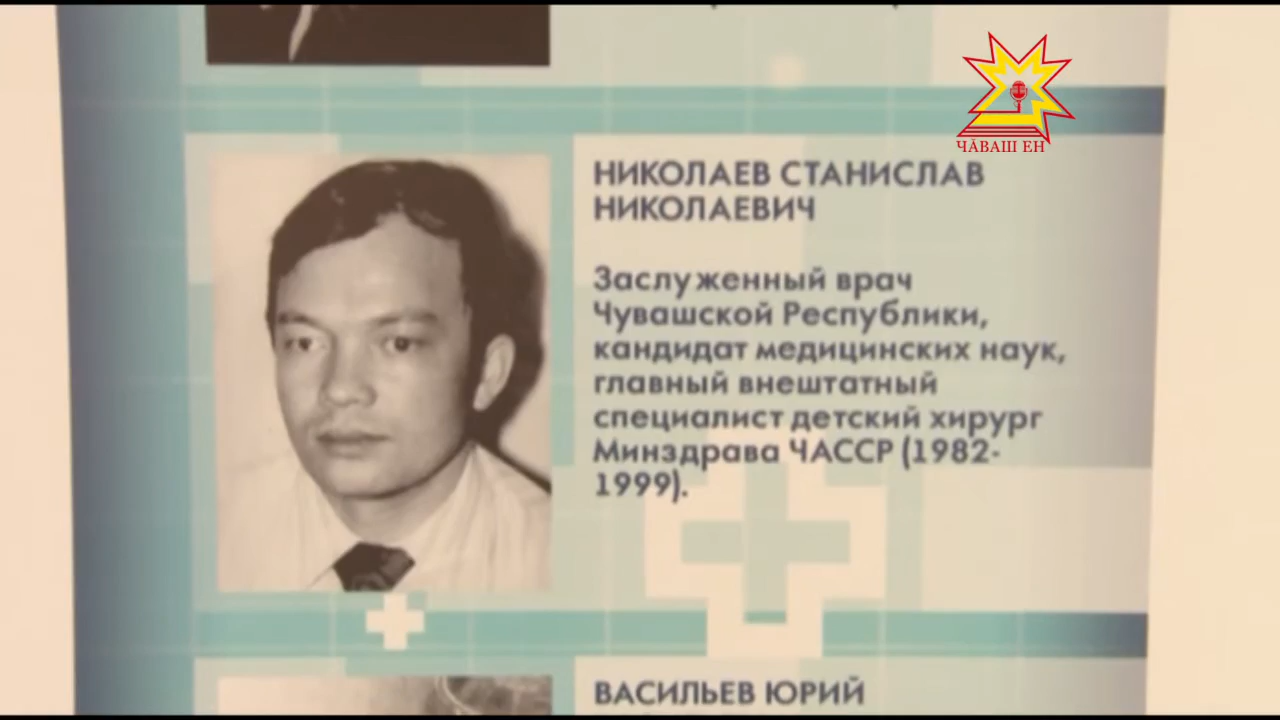 ЧӐВАШ ЕН
НИКОЛАЕВ СТАНИСЛАВ
НИКОЛАЕВИЧ
Заслуженный врач
Чувашской Республики,
кандидат медицинских наук,
главный внештатный
специалист детский хирург
Минздрава ЧАССР (1982-
1999).
ВАСИЛЬЕВ ЮРИЙ